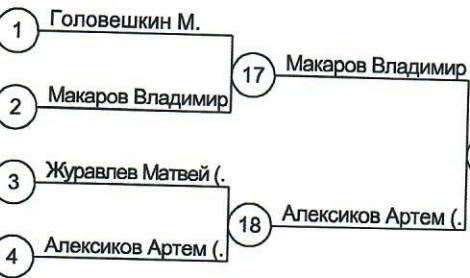 1 Головешкин М.
17 Макаров Владимир
2 Макаров Владимир
3 Журавлев Матвей (.
18 Алексиков Артем (.
4 Алексиков Артем (.